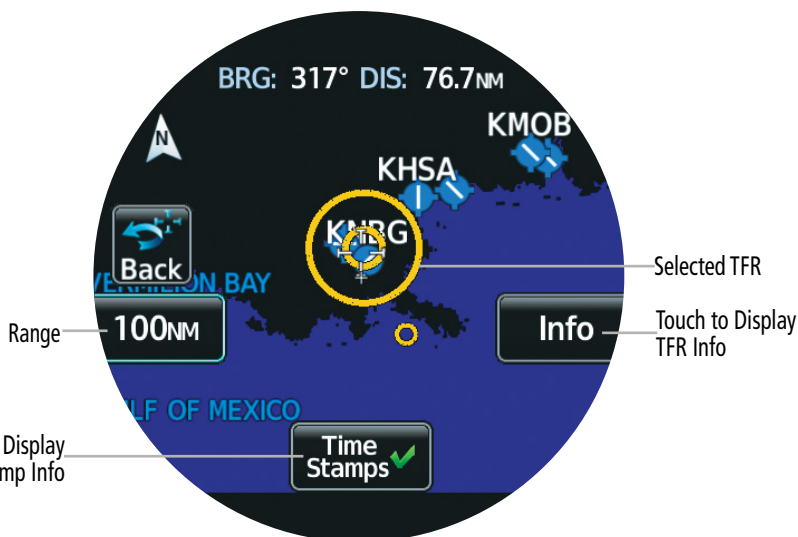 BRG: 317° DIS: 76.7NM
N
KMOB
KHSA
KNBG
Back
VERMILION BAY
Selected TFR
Range
100NM
Info
Touch to Display
TFR Info
LF OF MEXICO
Display
mp Info
Time
Stamps